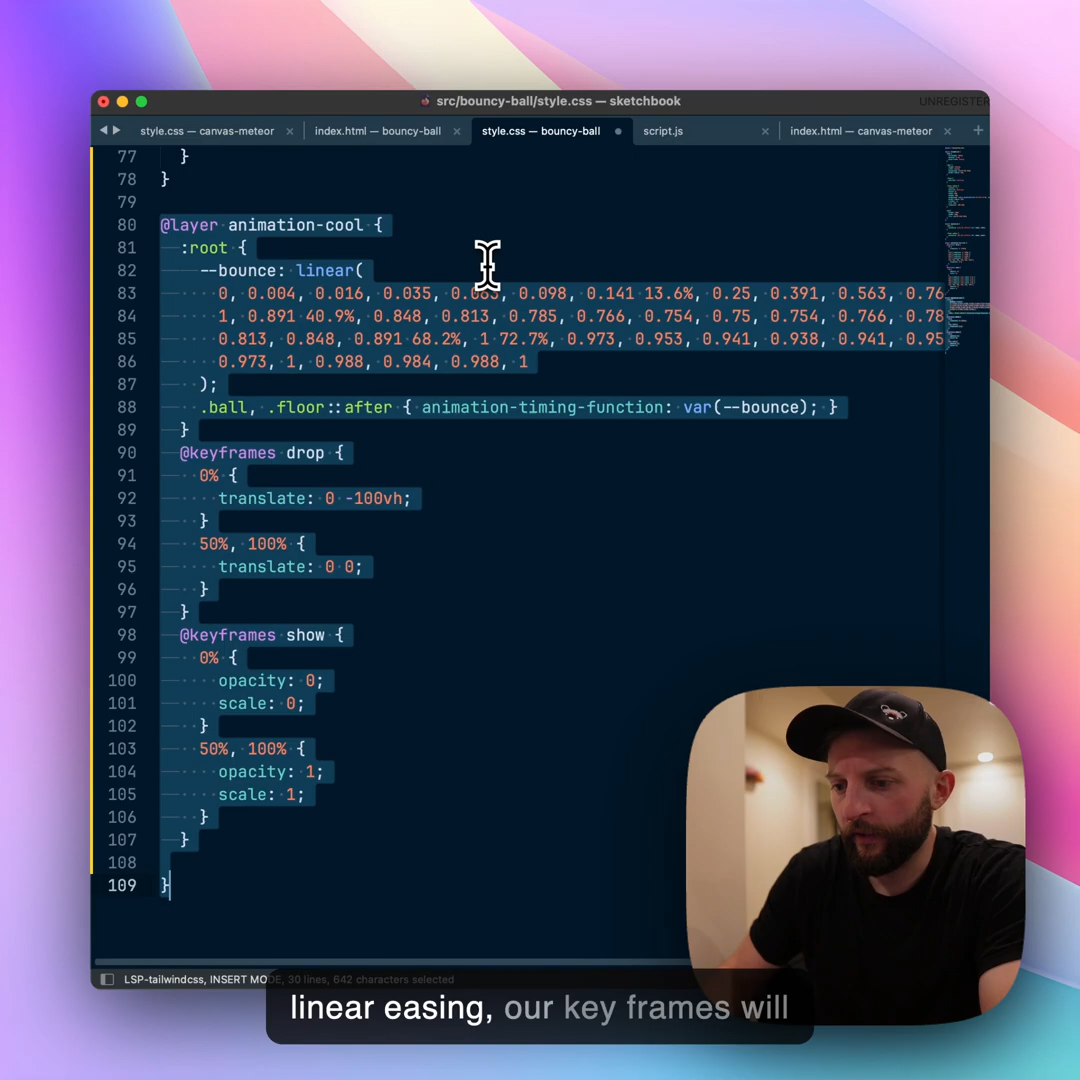 src/bouncy-ball/style.css — sketchbook
UNREGISTER
style.css — canvas-meteor
index.html — bouncy-ball
style.css — bouncy-ball
script.js
index.html — canvas-meteor
77 }
78 }
79
80 @layer animation-cool {
81 :root {
82 --bounce: linear(
83 0, 0.004, 0.016, 0.035, 0.063, 0.098, 0.141 13.6%, 0.25, 0.391, 0.563, 0.76
84 1, 0.891 40.9%, 0.848, 0.813, 0.785, 0.766, 0.754, 0.75, 0.754, 0.766, 0.78
85 0.813, 0.848, 0.891 68.2%, 1 72.7%, 0.973, 0.953, 0.941, 0.938, 0.941, 0.95
86 0.973, 1, 0.988, 0.984, 0.988, 1
87 );
88 .ball, .floor::after { animation-timing-function: var(--bounce); }
89 }
90 @keyframes drop {
91 0% {
92 translate: 0 -100vh;
93 }
94 50%, 100% {
95 translate: 0 0;
96 }
97 }
98 @keyframes show {
99 0% {
100 opacity: 0;
101 scale: 0;
102 }
103 50%, 100% {
104 opacity: 1;
105 scale: 1;
106 }
107 }
108
109 }
LSP-tailwindcss, INSERT MODE, 30 lines, 642 characters selected
linear easing, our key frames will